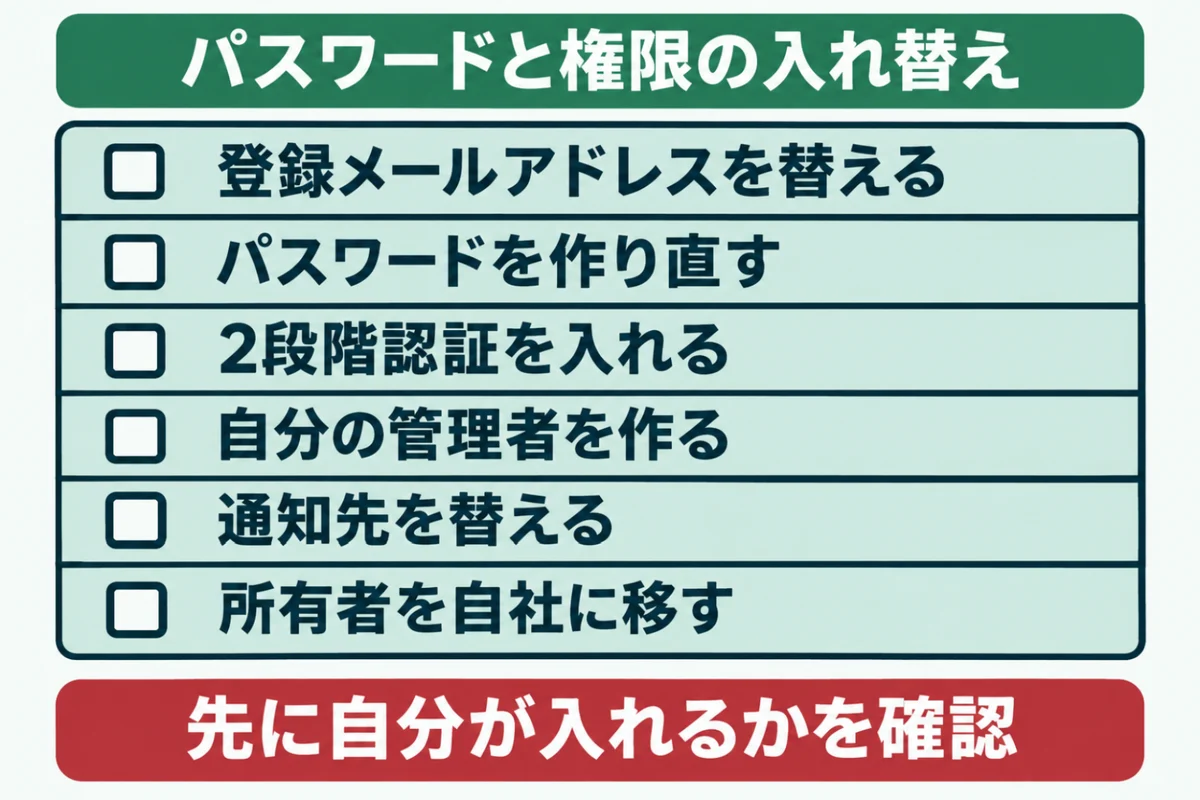 パスワードと権限の入れ替え
登録メールアドレスを替える
パスワードを作り直す
2段階認証を入れる
自分の管理者を作る
通知先を替える
所有者を自社に移す
先に自分が入れるかを確認